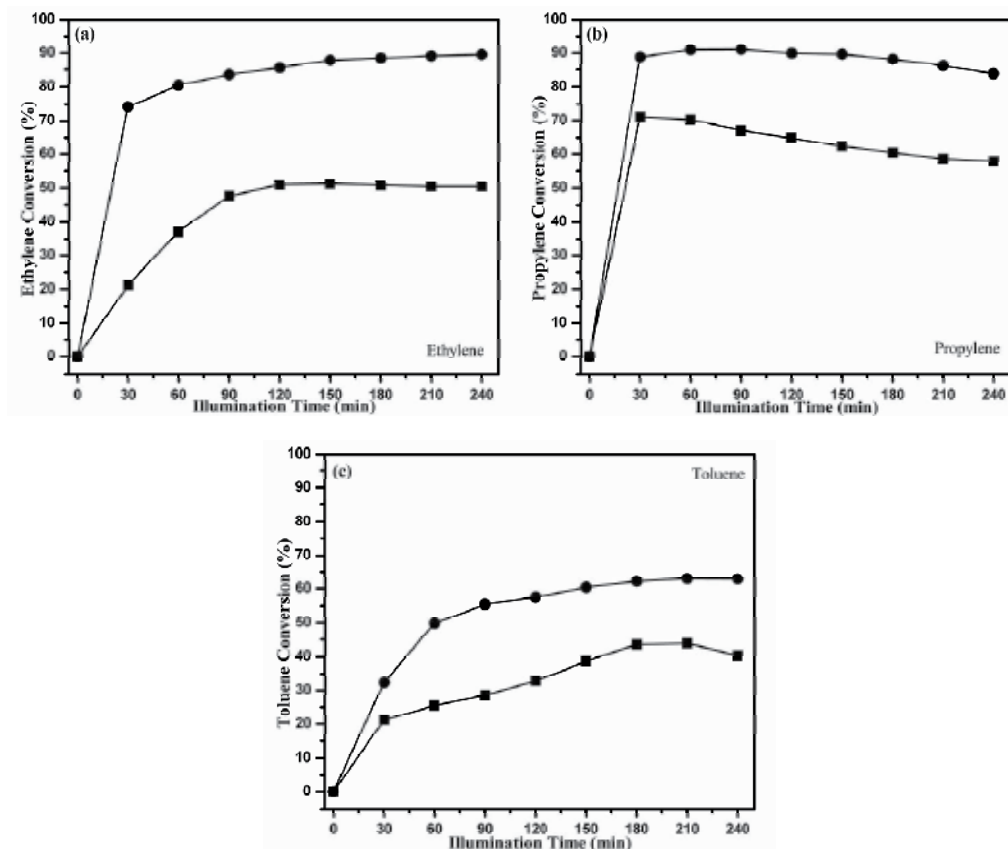 (a)
Ethylene Conversion (%)
100
90
80
70
60
50
40
30
20
10
0
Ethylene
0 30 60 90 120 150 180 210 240
Illumination Time (min)
(b)
Propylene Conversion (%)
100
90
80
70
60
50
40
30
20
10
0
Propylene
0 30 60 90 120 150 180 210 240
Illumination Time (min)
(c)
Toluene
Toluene Conversion (%)
100
90
80
70
60
50
40
30
20
10
0
0 30 60 90 120 150 180 210 240
Illumination Time (min)